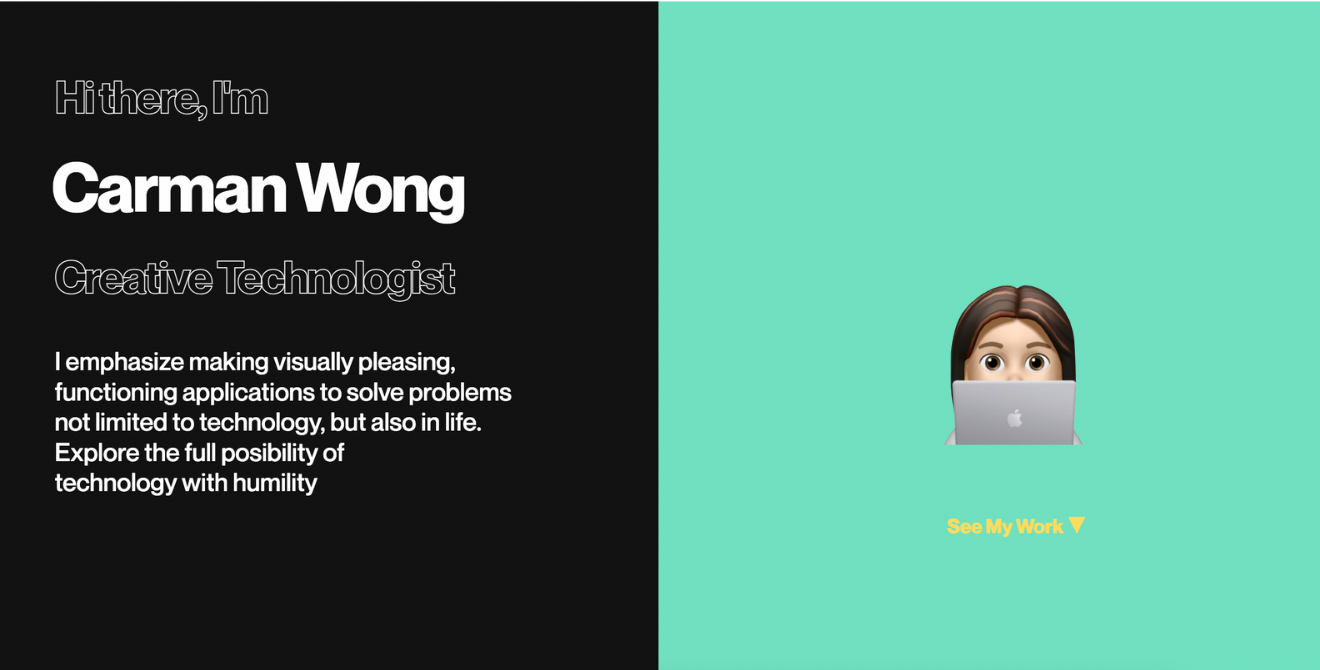 Hi there, I'm
Carman Wong
Creative Technologist
I emphasize making visually pleasing,
functioning applications to solve problems
not limited to technology, but also in life.
Explore the full posibility of
technology with humility
See My Work ▼